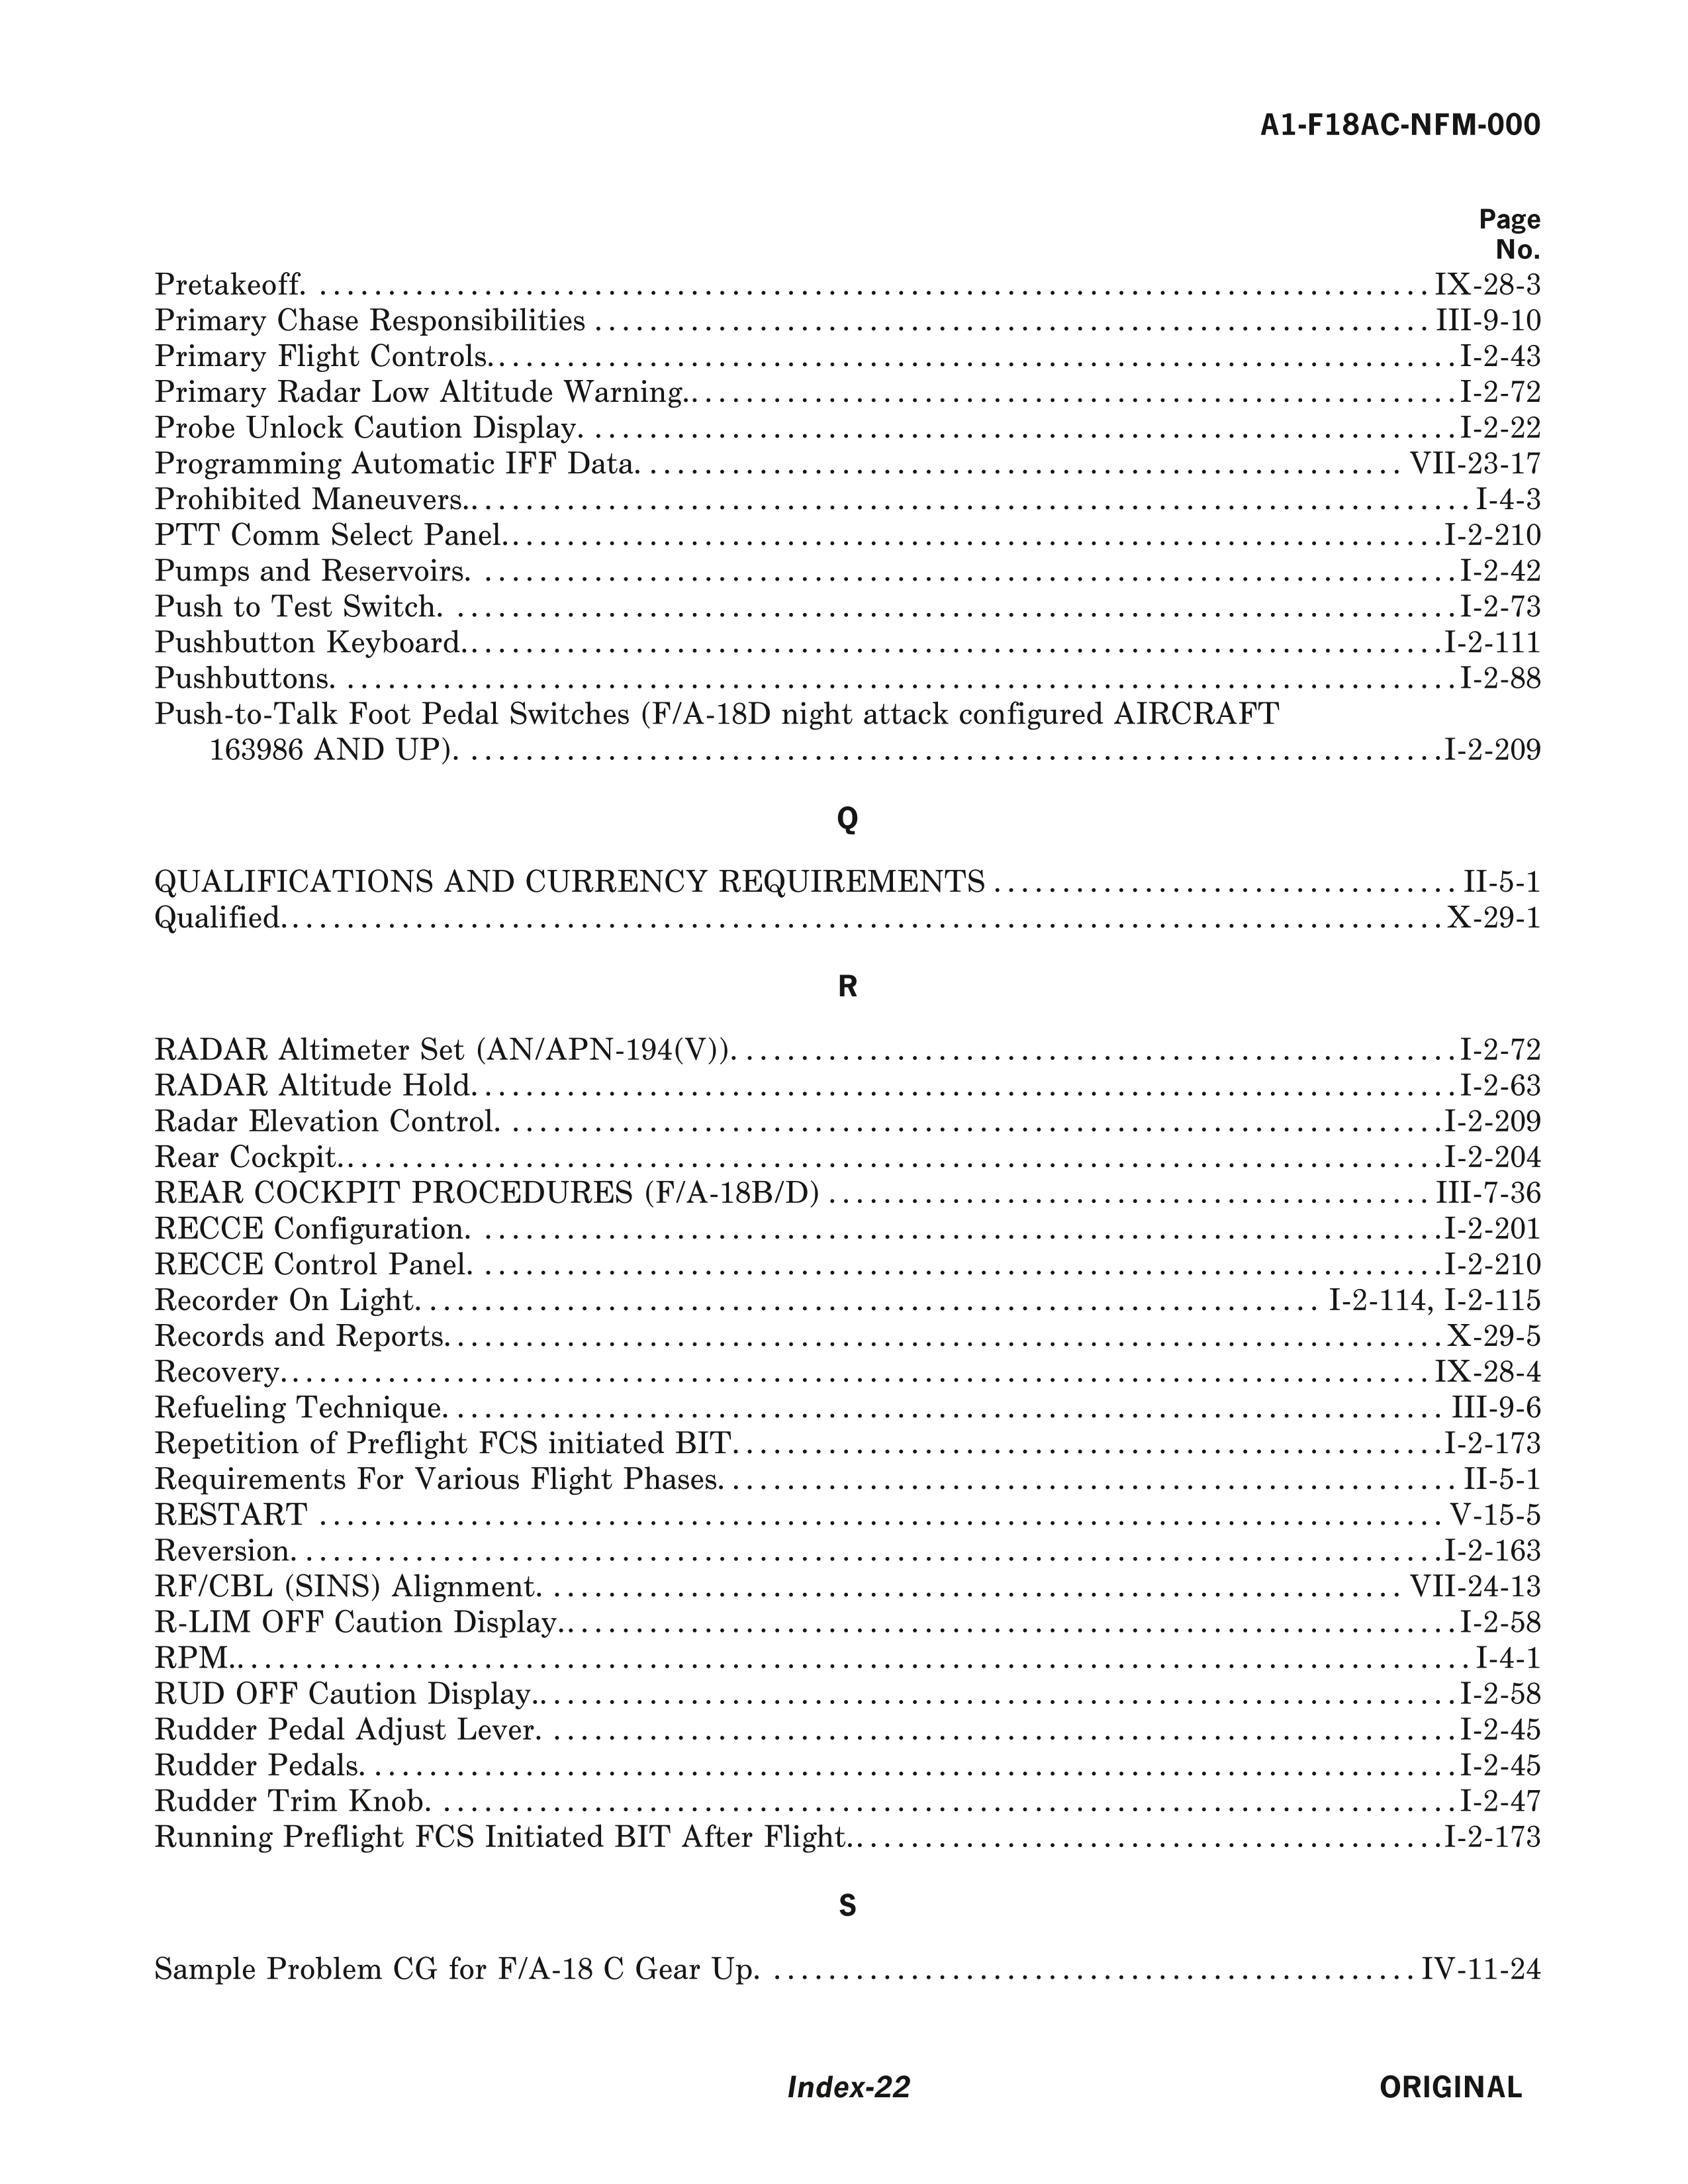 A1-F18AC-NFM-000
Page
No.
Pretakeoff. . . . . . . . . . . . . . . . . . . . IX-28-3
Primary Chase Responsibilities . . . . . . . . . . . . . . . . . . . . III-9-10
Primary Flight Controls. . . . . . . . . . . . . . . . . . . . I-2-43
Primary Radar Low Altitude Warning. . . . . . . . . . . . . . . . . . . . I-2-72
Probe Unlock Caution Display. . . . . . . . . . . . . . . . . . . . I-2-22
Programming Automatic IFF Data. . . . . . . . . . . . . . . . . . . . VII-23-17
Prohibited Maneuvers. . . . . . . . . . . . . . . . . . . . I-4-3
PTT Comm Select Panel. . . . . . . . . . . . . . . . . . . . I-2-210
Pumps and Reservoirs. . . . . . . . . . . . . . . . . . . . I-2-42
Push to Test Switch. . . . . . . . . . . . . . . . . . . . I-2-73
Pushbutton Keyboard. . . . . . . . . . . . . . . . . . . . I-2-111
Pushbuttons. . . . . . . . . . . . . . . . . . . . I-2-88
Push-to-Talk Foot Pedal Switches (F/A-18D night attack configured AIRCRAFT
163986 AND UP). . . . . . . . . . . . . . . . . . . . I-2-209
Q
QUALIFICATIONS AND CURRENCY REQUIREMENTS . . . . . . . . . . . . . . . . . . . . II-5-1
Qualified. . . . . . . . . . . . . . . . . . . . X-29-1
R
RADAR Altimeter Set (AN/APN-194(V)). . . . . . . . . . . . . . . . . . . . I-2-72
RADAR Altitude Hold. . . . . . . . . . . . . . . . . . . . I-2-63
Radar Elevation Control. . . . . . . . . . . . . . . . . . . . I-2-209
Rear Cockpit. . . . . . . . . . . . . . . . . . . . I-2-204
REAR COCKPIT PROCEDURES (F/A-18B/D) . . . . . . . . . . . . . . . . . . . . III-7-36
RECCE Configuration. . . . . . . . . . . . . . . . . . . . I-2-201
RECCE Control Panel. . . . . . . . . . . . . . . . . . . . I-2-210
Recorder On Light. . . . . . . . . . . . . . . . . . . . I-2-114, I-2-115
Records and Reports. . . . . . . . . . . . . . . . . . . . X-29-5
Recovery. . . . . . . . . . . . . . . . . . . . IX-28-4
Refueling Technique. . . . . . . . . . . . . . . . . . . . III-9-6
Repetition of Preflight FCS initiated BIT. . . . . . . . . . . . . . . . . . . . I-2-173
Requirements For Various Flight Phases. . . . . . . . . . . . . . . . . . . . II-5-1
RESTART . . . . . . . . . . . . . . . . . . . . V-15-5
Reversion. . . . . . . . . . . . . . . . . . . . I-2-163
RF/CBL (SINS) Alignment. . . . . . . . . . . . . . . . . . . . VII-24-13
R-LIM OFF Caution Display. . . . . . . . . . . . . . . . . . . . I-2-58
RPM. . . . . . . . . . . . . . . . . . . . I-4-1
RUD OFF Caution Display. . . . . . . . . . . . . . . . . . . . I-2-58
Rudder Pedal Adjust Lever. . . . . . . . . . . . . . . . . . . . I-2-45
Rudder Pedals. . . . . . . . . . . . . . . . . . . . I-2-45
Rudder Trim Knob. . . . . . . . . . . . . . . . . . . . I-2-47
Running Preflight FCS Initiated BIT After Flight. . . . . . . . . . . . . . . . . . . . I-2-173
S
Sample Problem CG for F/A-18 C Gear Up. . . . . . . . . . . . . . . . . . . . IV-11-24
Index-22
ORIGINAL